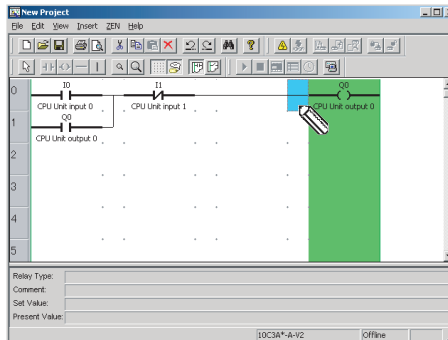 New Project
File Edit View Insert ZEN Help
0 I0 I1 Q0
CPU Unit input 0 CPU Unit input 1 CPU Unit output 0
1 Q0
CPU Unit output 0
2
3
4
5
Relay Type:
Comment:
Set Value:
Present Value:
10C3A*-A-V2 Offline